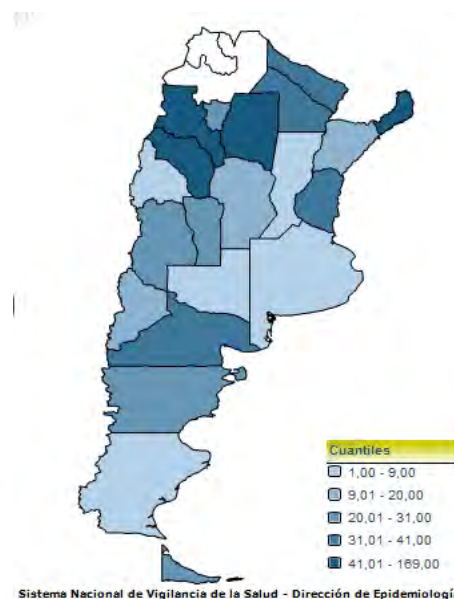 Cuantiles
1,00 - 9,00
9,01 - 20,00
20,01 - 31,00
31,01 - 41,00
41,01 - 169,00
Sistema Nacional de Vigilancia de la Salud - Dirección de Epidemiologí